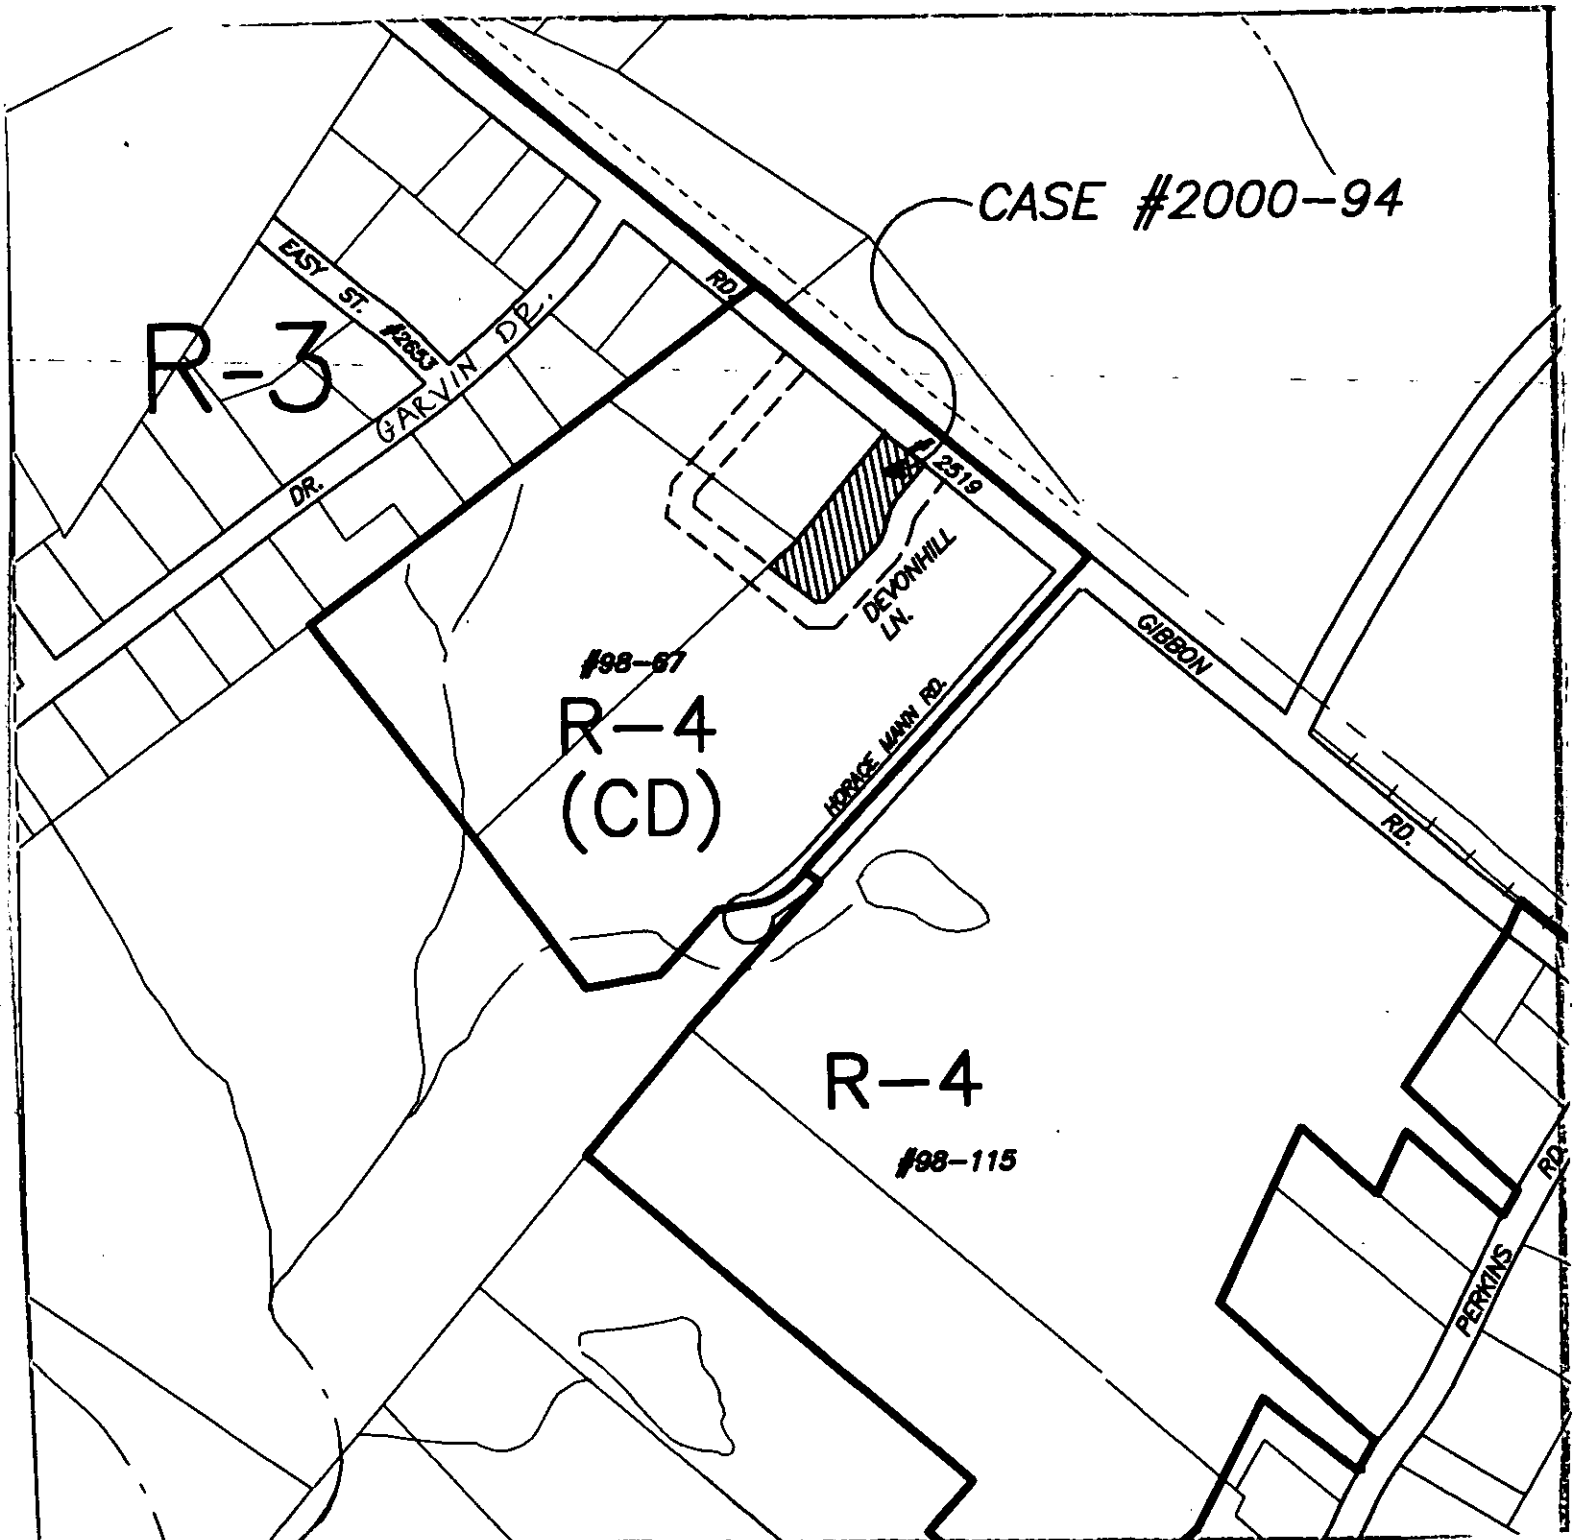 CASE #2000-94
EASY
ST.
#2653
RD.
R-3
GARVIN DR.
DR.
2519
DEVONHILL
LN.
GIBBON
#98-67
R-4
(CD)
HORACE MANN RD.
RD.
R-4
#98-115
RD.
PERKINS